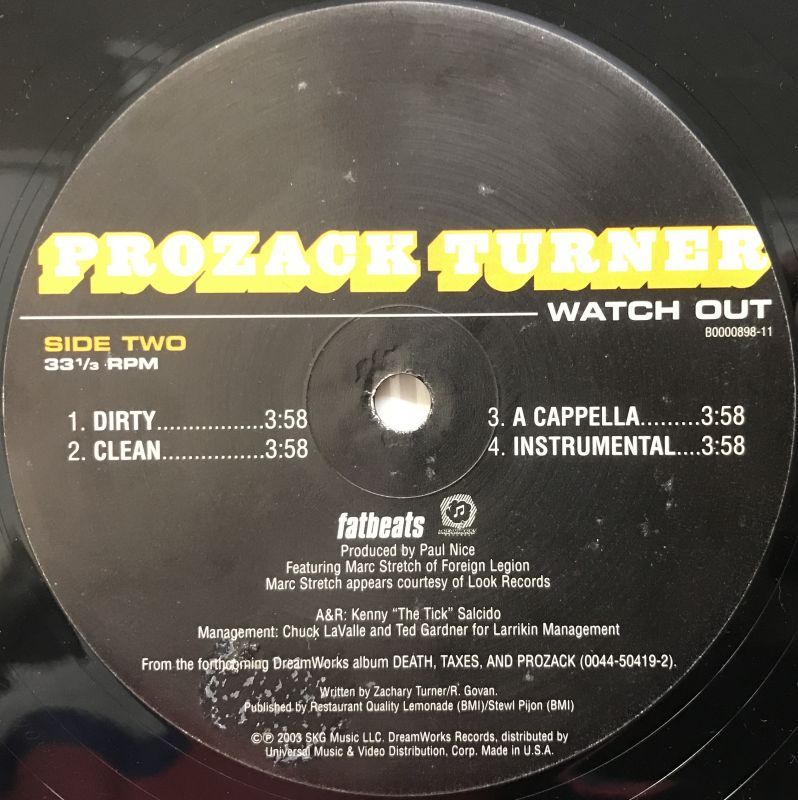 PROZACK TURNER
WATCH OUT
B0000898-11
SIDE TWO
33 1/3 RPM
1. DIRTY.................3:58
2. CLEAN................3:58
3. A CAPPELLA.........3:58
4. INSTRUMENTAL....3:58
fatbeats
Produced by Paul Nice
Featuring Marc Stretch of Foreign Legion
Marc Stretch appears courtesy of Look Records
A&R: Kenny "The Tick" Salcido
Management: Chuck LaValle and Ted Gardner for Larrikin Management
From the forthcoming DreamWorks album DEATH, TAXES, AND PROZACK (0044-50419-2).
Written by Zachary Turner/R. Govan.
Published by Restaurant Quality Lemonade (BMI)/Stewl Pijon (BMI)
©℗ 2003 SKG Music LLC. DreamWorks Records, distributed by
Universal Music & Video Distribution, Corp. Made in U.S.A.